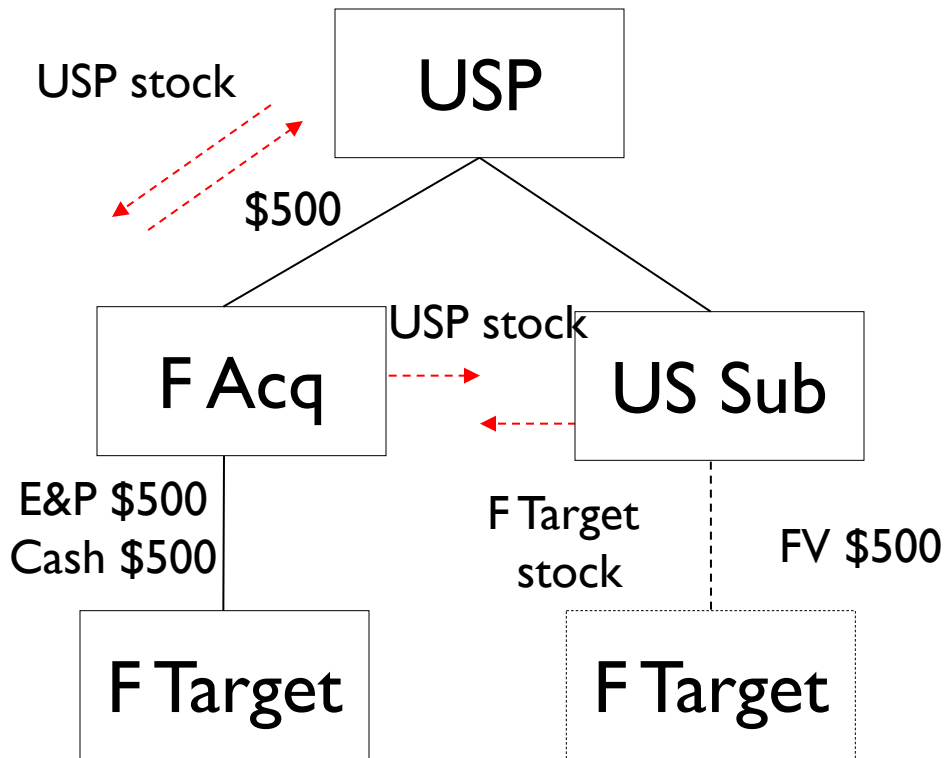 USP
USP stock
$500
USP stock
F Acq
US Sub
E&P $500
Cash $500
F Target
stock
FV $500
F Target
F Target